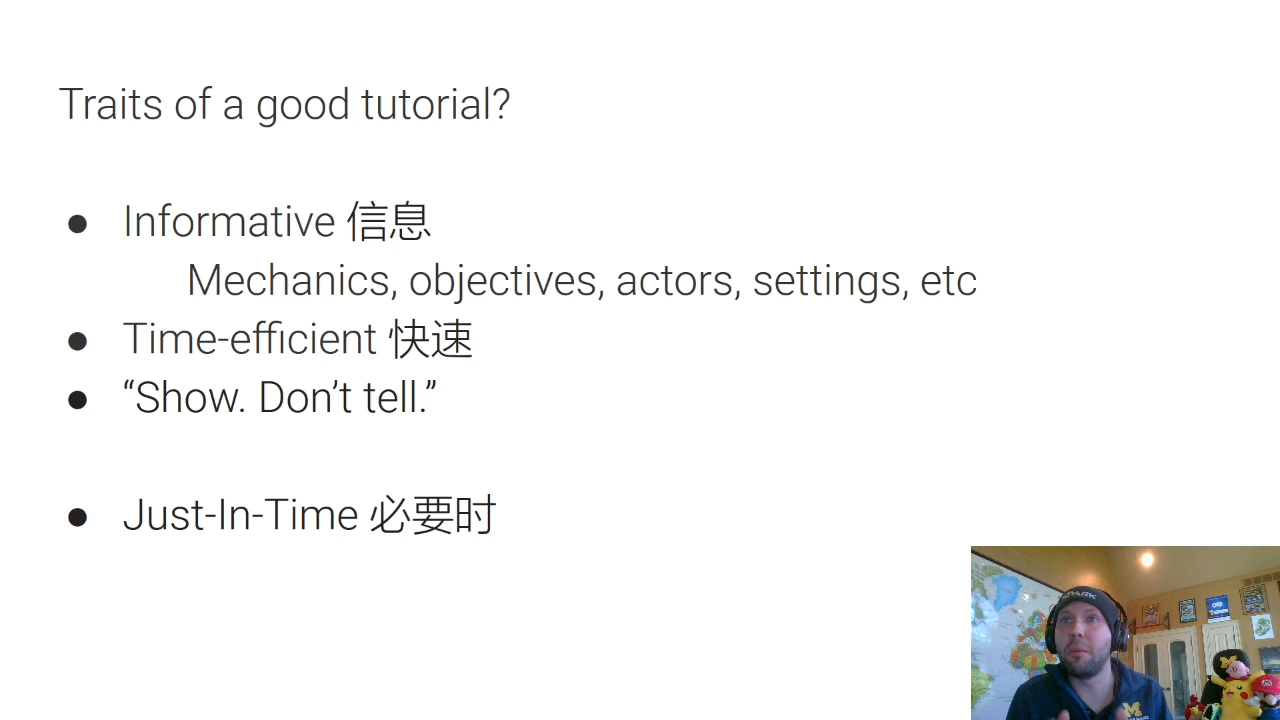 Traits of a good tutorial?
● Informative 信息
Mechanics, objectives, actors, settings, etc
● Time-efficient 快速
● “Show. Don’t tell.”
● Just-In-Time 必要时
M
M